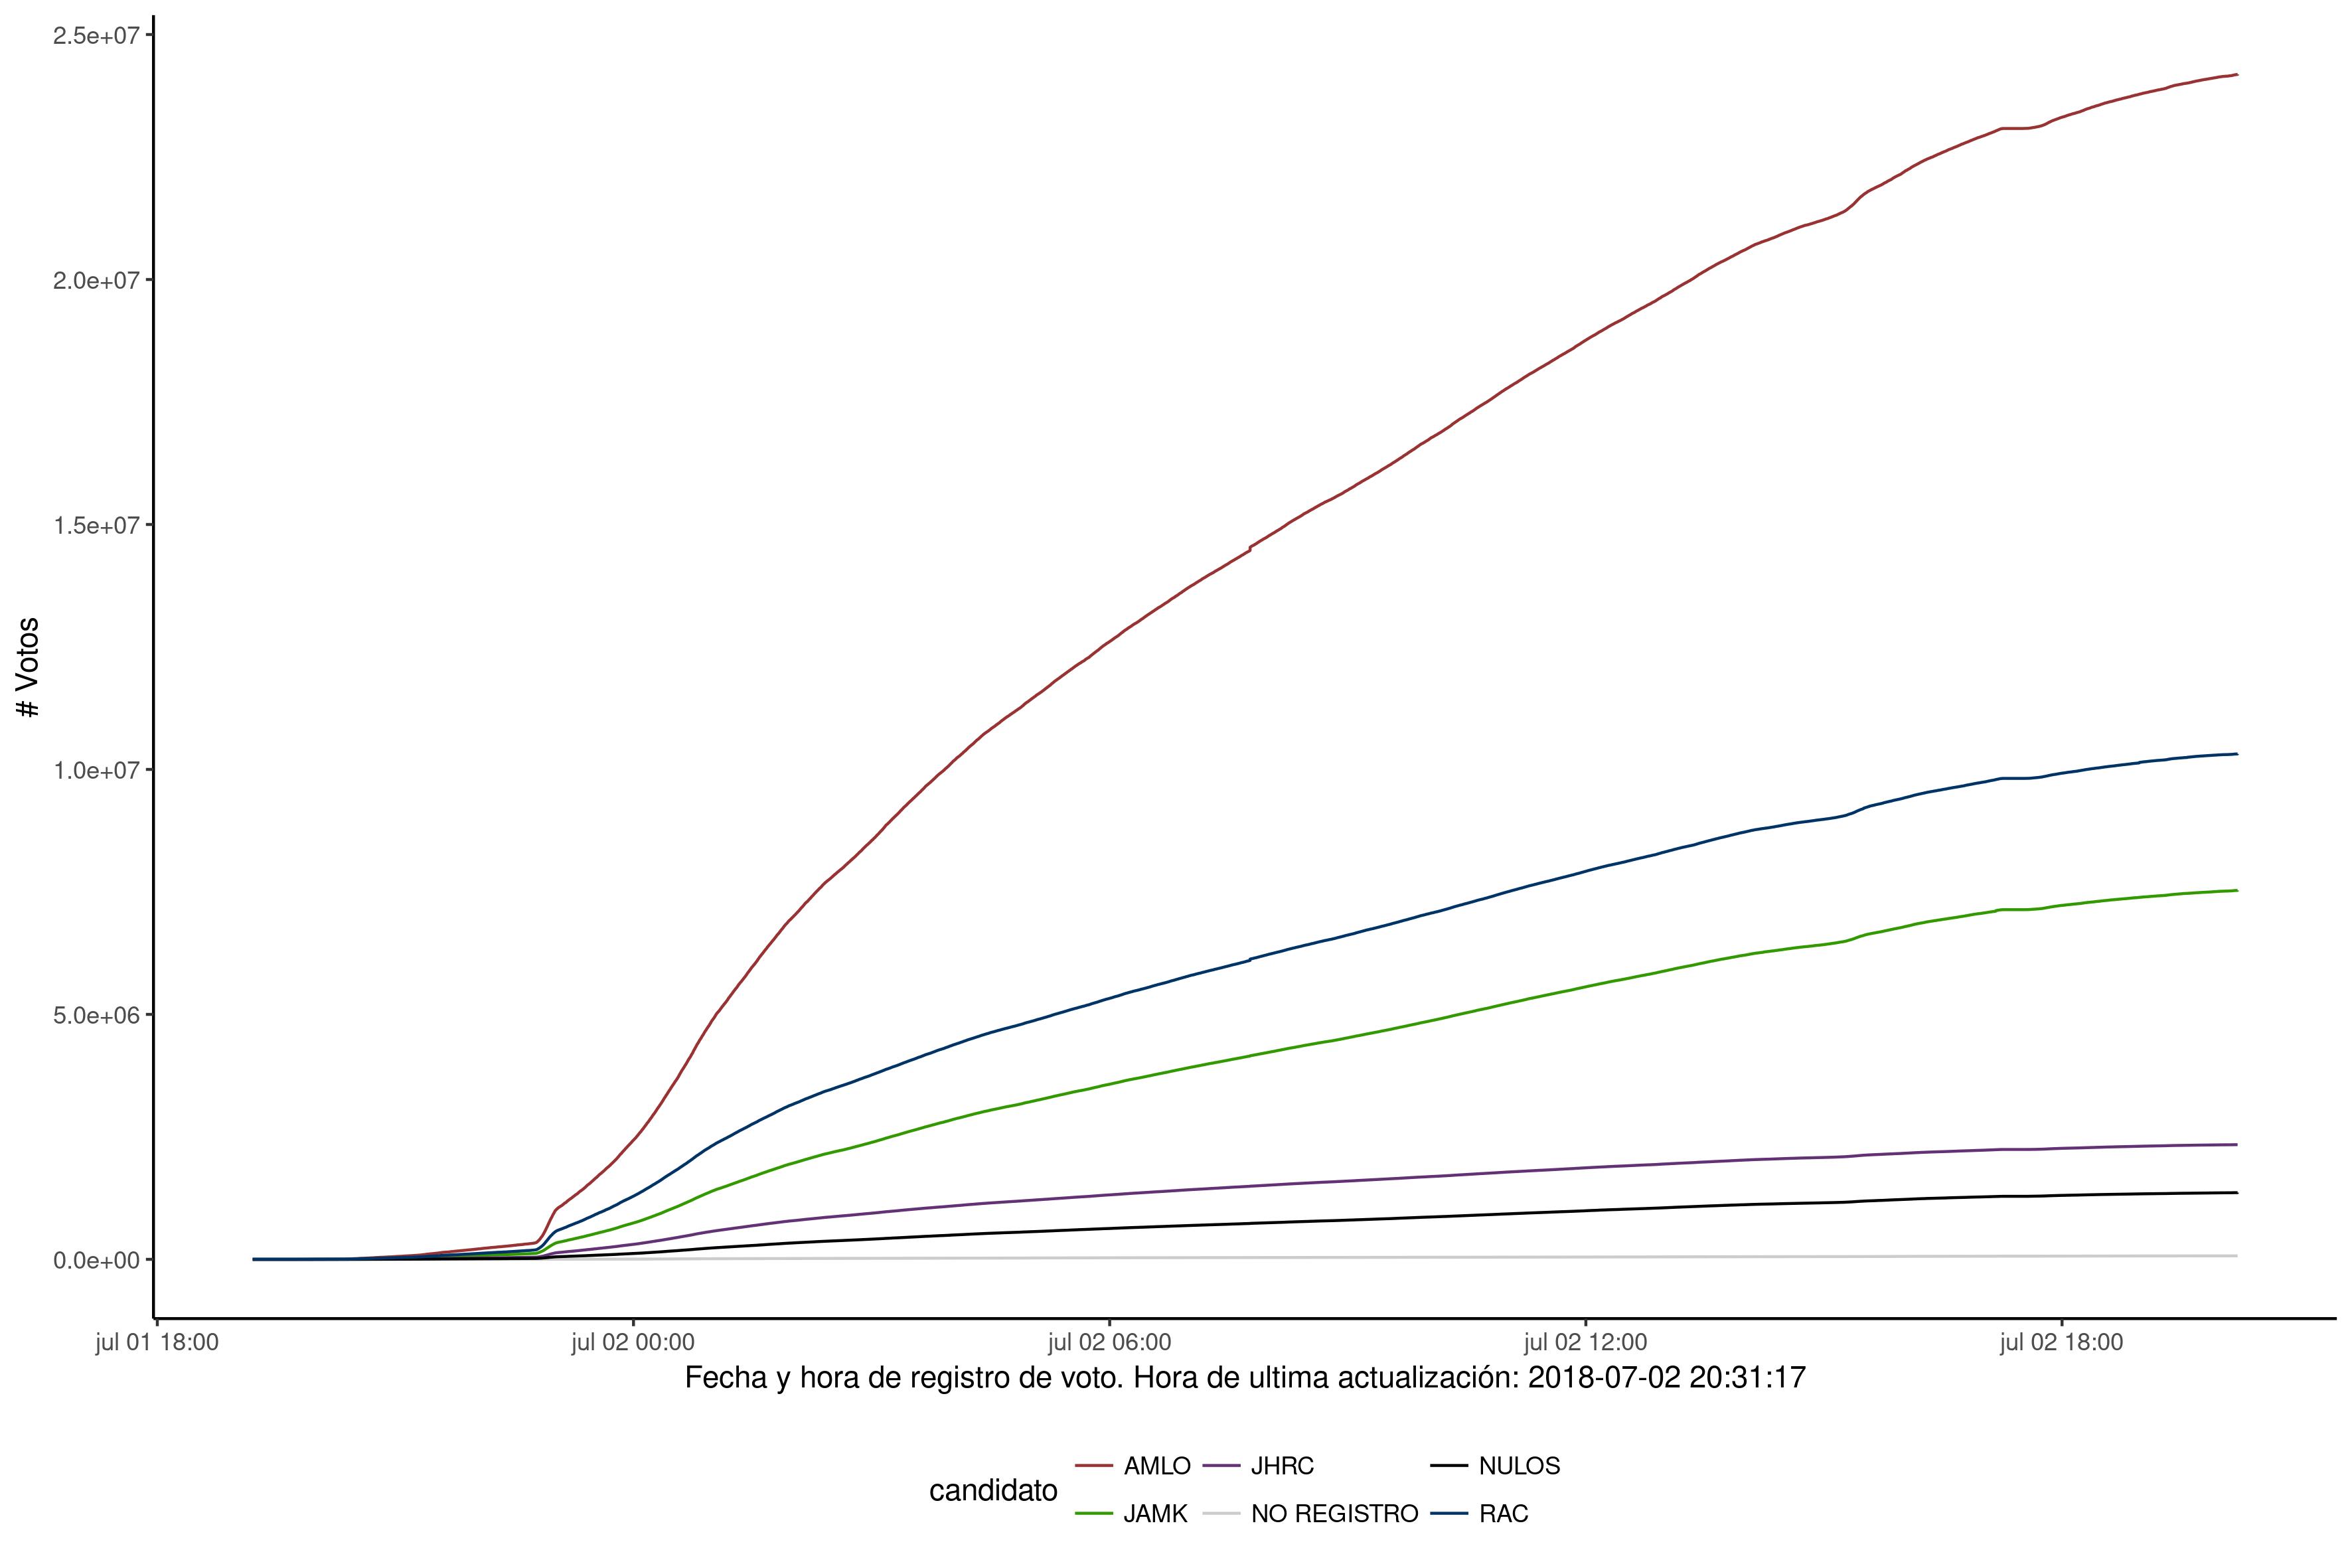 2.5e+07
2.0e+07
1.5e+07
1.0e+07
5.0e+06
0.0e+00
# Votos
jul 01 18:00 jul 02 00:00 jul 02 06:00 jul 02 12:00 jul 02 18:00
Fecha y hora de registro de voto. Hora de ultima actualización: 2018-07-02 20:31:17
candidato
AMLO JHRC NULOS
JAMK NO REGISTRO RAC